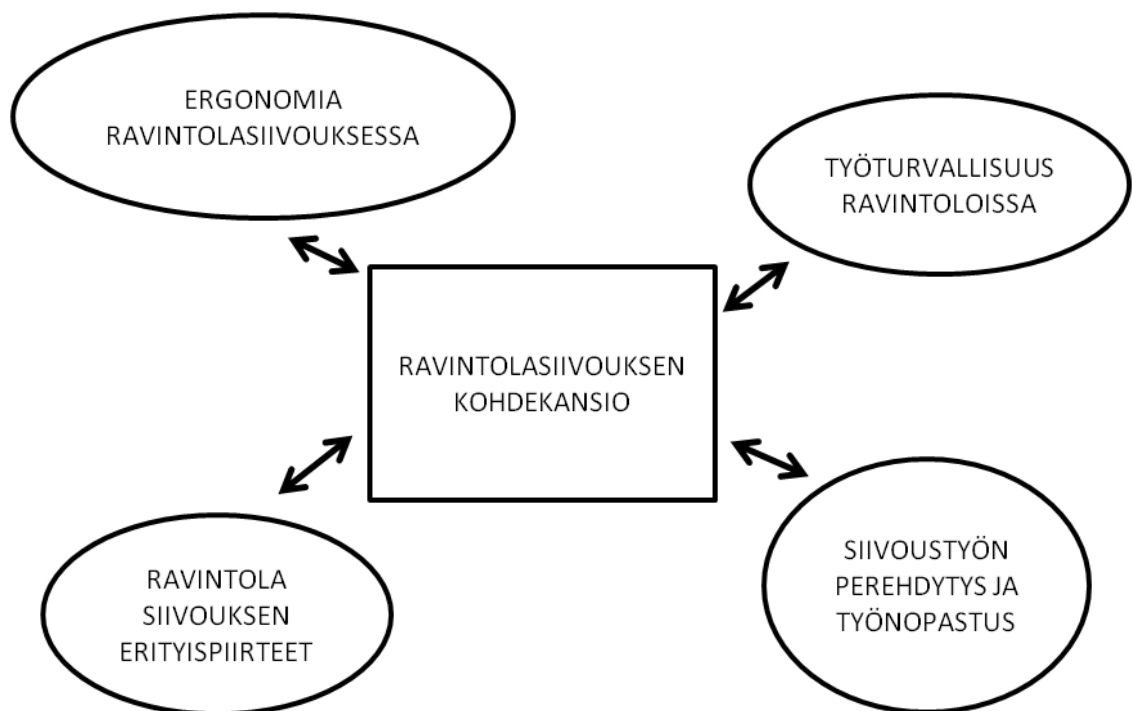 ERGONOMIA
RAVINTOLASIIVOUKSESSA
TYÖTURVALLISUUS
RAVINTOLOISSA
RAVINTOLASIIVOUKSEN
KOHDEKANSIO
RAVINTOLA
SIIVOUKSEN
ERITYISPIIRTEET
SIIVOUSTYÖN
PEREHDYTYS JA
TYÖNOPASTUS